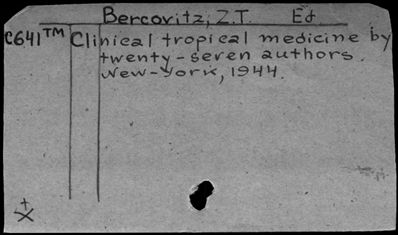 Bercovitz, Z.T. Ed
C641TM Clinical tropical medicine by
twenty-seven authors.
New-York, 1944.